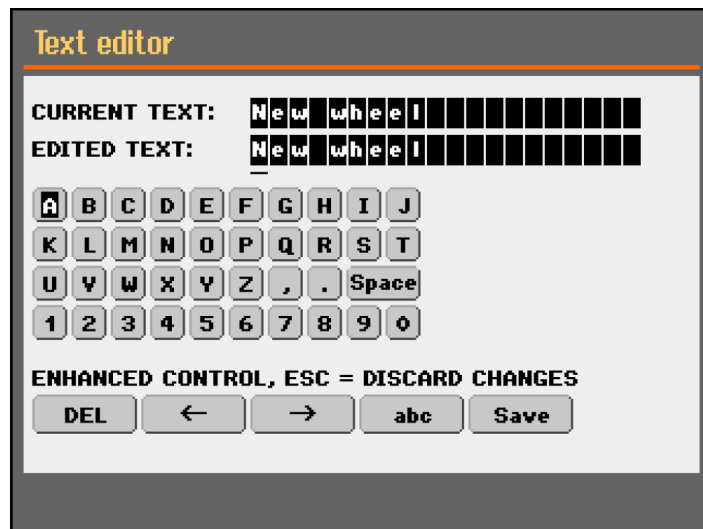 Text editor
CURRENT TEXT: New wheel
EDITED TEXT: New wheel
A B C D E F G H I J
K L M N O P Q R S T
U V W X Y Z , . Space
1 2 3 4 5 6 7 8 9 0
ENHANCED CONTROL, ESC = DISCARD CHANGES
DEL ← → abc Save